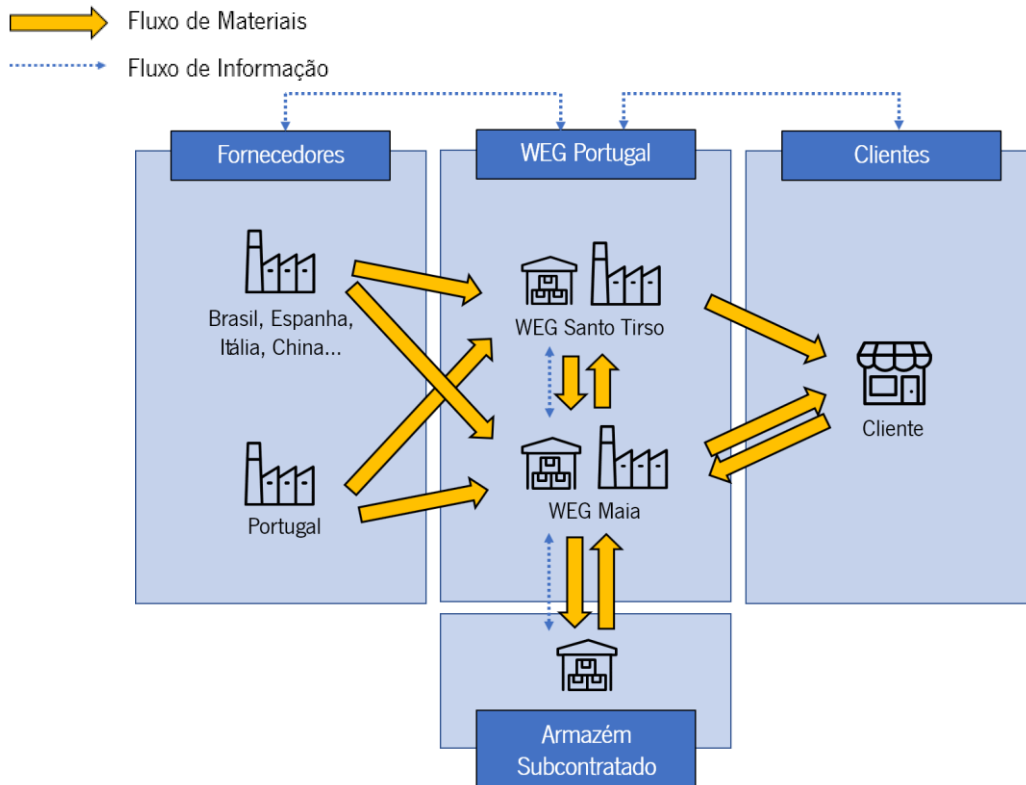 Fluxo de Materiais
Fluxo de Informação
Fornecedores
WEG Portugal
Clientes
Brasil, Espanha,
Itália, China...
WEG Santo Tirso
Cliente
Portugal
WEG Maia
Armazém
Subcontratado